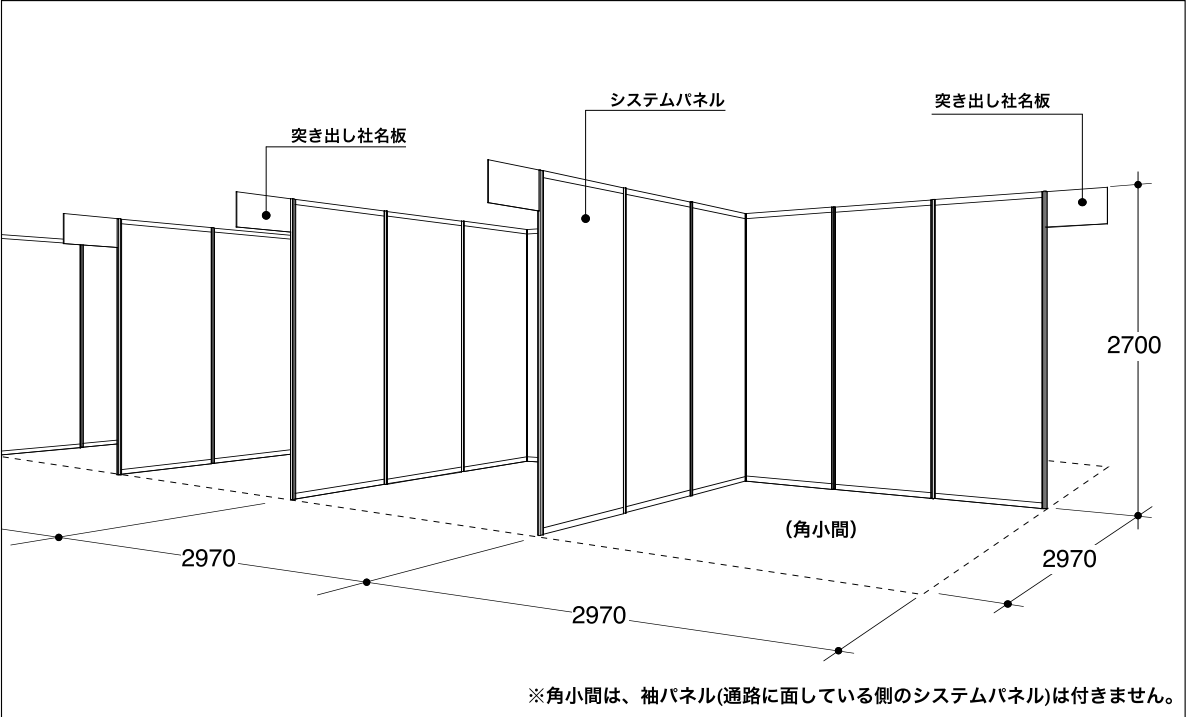 システムパネル
突き出し社名板
突き出し社名板
2700
(角小間)
2970
2970
2970
※角小間は、袖パネル(通路に面している側のシステムパネル)は付きません。